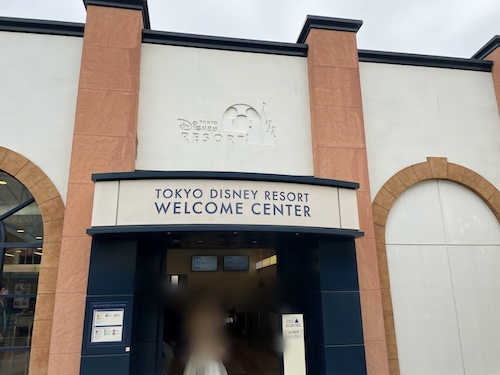 TOKYO
DISNEY
RESORT
TOKYO DISNEY RESORT
WELCOME CENTER